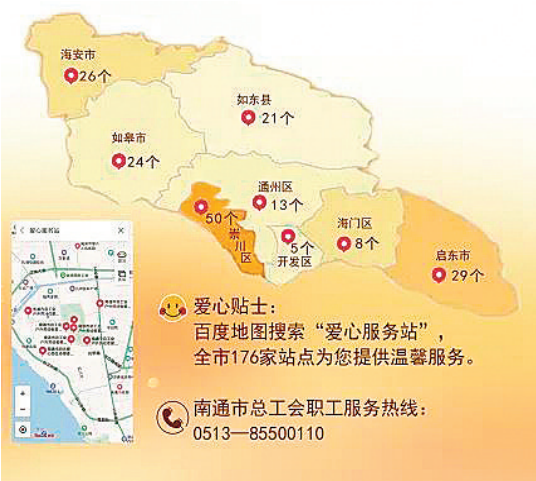 海安市
26个
如东县
21个
如皋市
24个
通州区
13个
50个
崇川区
5个
开发区
海门区
8个
启东市
29个
爱心服务站
爱心贴士：
百度地图搜索“爱心服务站”，
全市176家站点为您提供温馨服务。
南通市总工会职工服务热线：
0513—85500110